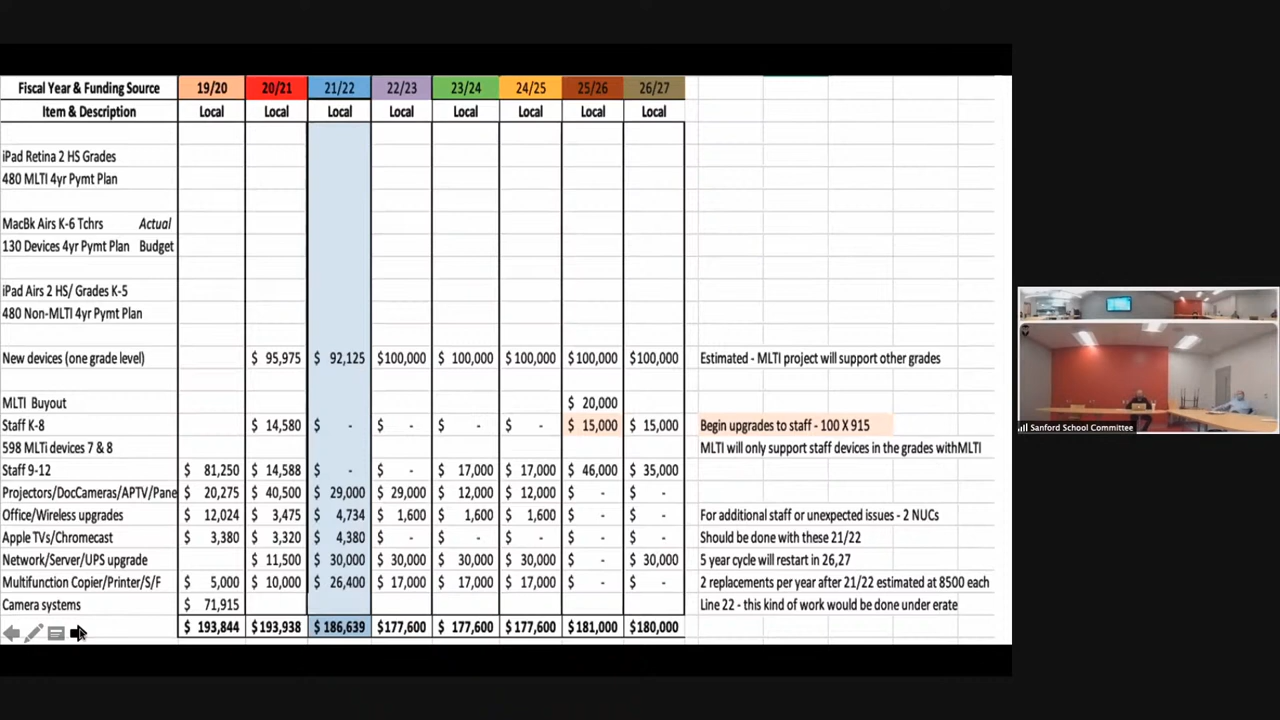 Fiscal Year & Funding Source 19/20 20/21 21/22 22/23 23/24 24/25 25/26 26/27
Item & Description Local Local Local Local Local Local Local Local
iPad Retina 2 HS Grades
480 MLTI 4yr Pymt Plan
MacBk Airs K-6 Tchrs Actual
130 Devices 4yr Pymt Plan Budget
iPad Airs 2 HS/ Grades K-5
480 Non-MLTI 4yr Pymt Plan
New devices (one grade level) $ 95,975 $ 92,125 $100,000 $ 100,000 $100,000 $100,000 $100,000 Estimated - MLTI project will support other grades
MLTI Buyout $ 20,000
Staff K-8 $ 14,580 $ - $ - $ - $ - $ 15,000 $ 15,000 Begin upgrades to staff - 100 X 915
598 MLTi devices 7 & 8 MLTI will only support staff devices in the grades withMLTI
Staff 9-12 $ 81,250 $ 14,588 $ - $ - $ 17,000 $ 17,000 $ 46,000 $ 35,000
Projectors/DocCameras/APTV/Pane $ 20,275 $ 40,500 $ 29,000 $ 29,000 $ 12,000 $ 12,000 $ - $ -
Office/Wireless upgrades $ 12,024 $ 3,475 $ 4,734 $ 1,600 $ 1,600 $ 1,600 $ - $ - For additional staff or unexpected issues - 2 NUCs
Apple TVs/Chromecast $ 3,380 $ 3,320 $ 4,380 $ - $ - $ - $ - $ - Should be done with these 21/22
Network/Server/UPS upgrade $ 11,500 $ 30,000 $ 30,000 $ 30,000 $ 30,000 $ - $ 30,000 5 year cycle will restart in 26,27
Multifunction Copier/Printer/S/F $ 5,000 $ 10,000 $ 26,400 $ 17,000 $ 17,000 $ 17,000 $ - $ - 2 replacements per year after 21/22 estimated at 8500 each
Camera systems $ 71,915 Line 22 - this kind of work would be done under erate
$ 193,844 $193,938 $ 186,639 $177,600 $ 177,600 $177,600 $181,000 $180,000
Sanford School Committee